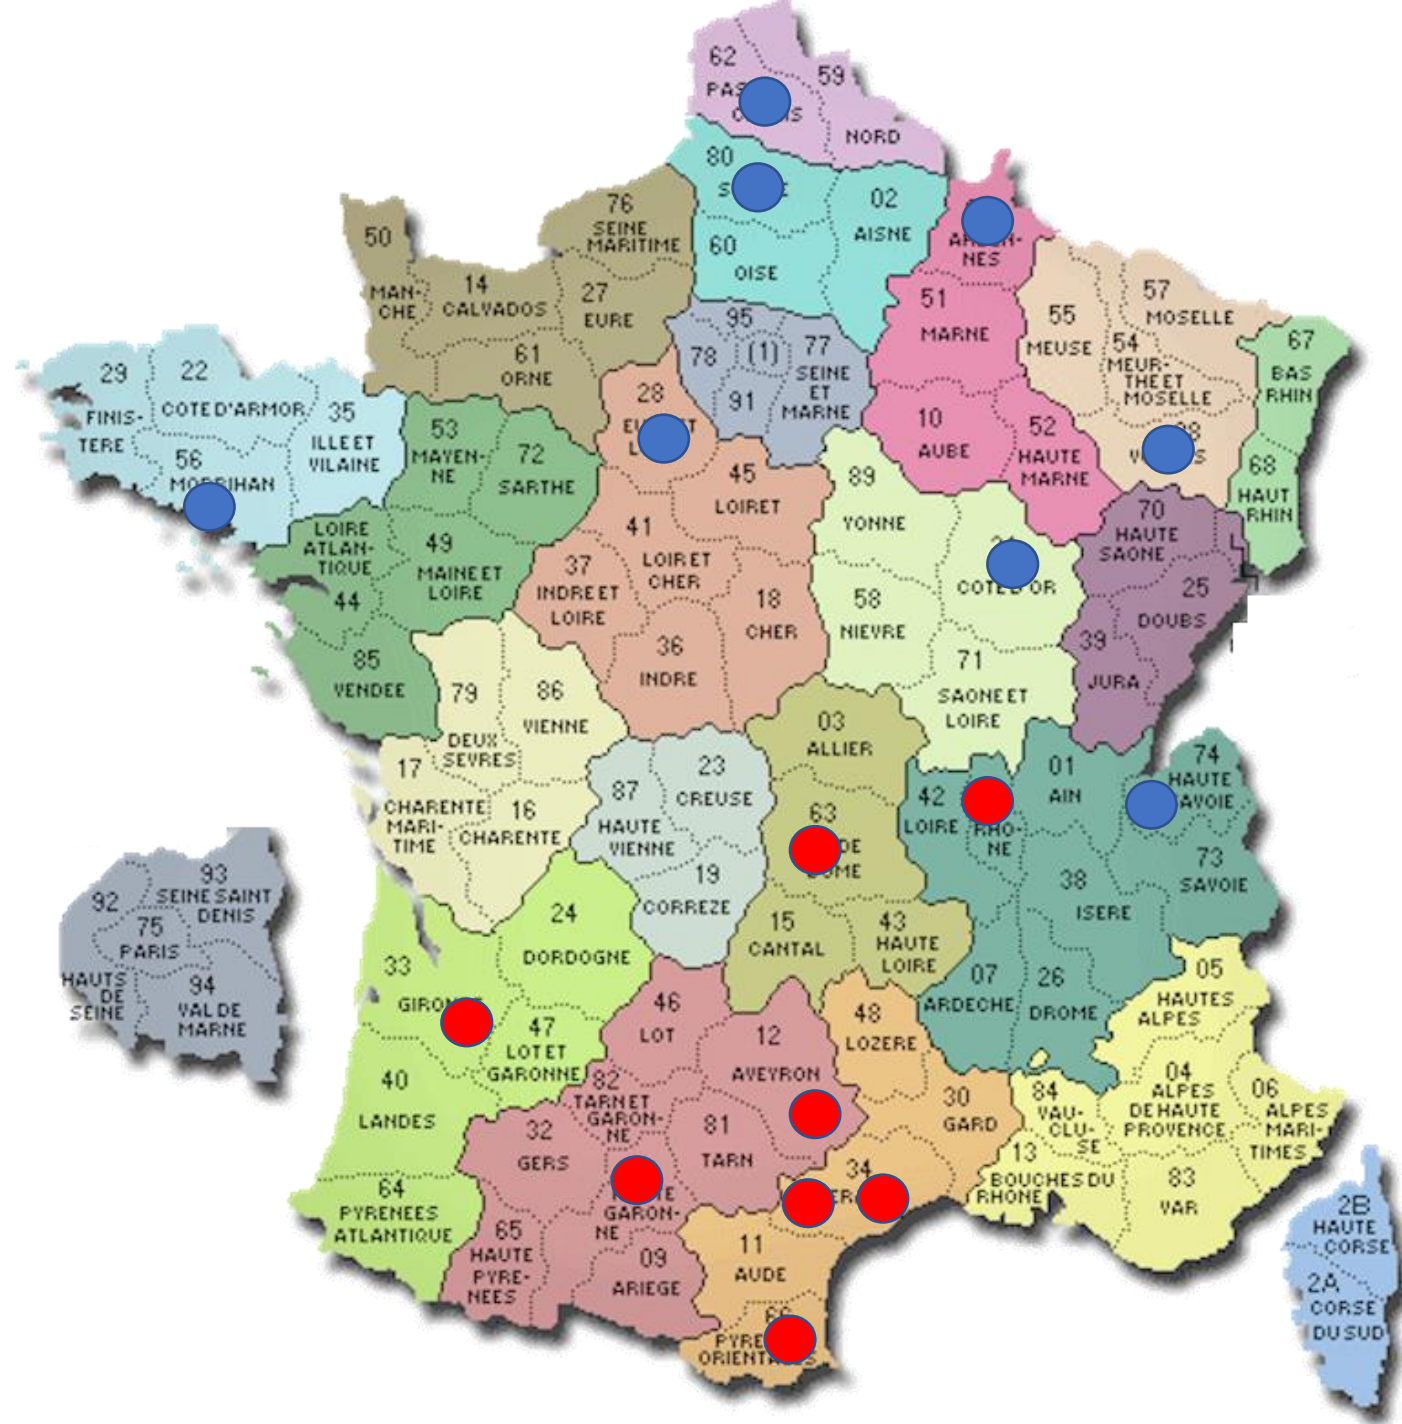 62
PAS
59
NORD
80
02
AISNE
60
OISE
76
SEINE
MARITIME
50
MAN-
CHE
14
CALVADOS
27
EURE
61
ORNE
NES
51
MARNE
10
AUBE
52
HAUTE
MARNE
55
MEUSE
57
MOSELLE
54
MEUR-
THE ET
MOSELLE
67
BAS
RHIN
68
HAUT
RHIN
95
78
(1)
77
SEINE
ET
MARNE
91
28
29
FINIS-
TERE
22
COTE D'ARMOR
35
ILLE ET
VILAINE
56
MORBIHAN
53
MAYEN-
NE
72
SARTHE
LOIRE
ATLAN-
TIQUE
44
49
MAINE ET
LOIRE
85
VENDEE
45
LOIRET
41
LOIR ET
CHER
37
INDRE ET
LOIRE
18
CHER
36
INDRE
89
YONNE
COTE D'OR
58
NIEVRE
71
SAONE ET
LOIRE
70
HAUTE
SAONE
25
DOUBS
39
JURA
79
DEUX
SEVRES
86
VIENNE
17
CHARENTE
MARI-
TIME
16
CHARENTE
87
HAUTE
VIENNE
23
CREUSE
19
CORREZE
03
ALLIER
63
DE
15
CANTAL
43
HAUTE
LOIRE
42
LOIRE
RHO-
NE
01
AIN
74
HAUTE
73
SAVOIE
38
ISERE
07
ARDECHE
26
DROME
92
HAUTS
DE
SEINE
93
SEINE SAINT
DENIS
75
PARIS
94
VAL DE
MARNE
33
24
DORDOGNE
47
LOT ET
GARONNE
40
LANDES
64
PYRENEES
ATLANTIQUE
46
LOT
12
AVEYRON
82
TARN ET
GARON-
NE
32
GERS
81
TARN
GARON-
NE
65
HAUTE
PYRE-
NEES
09
ARIEGE
48
LOZERE
30
GARD
34
11
AUDE
05
HAUTES
ALPES
04
ALPES
DE HAUTE
PROVENCE
06
ALPES
MARI-
TIMES
84
VAU-
CLU-
SE
13
BOUCHES DU
RHONE
83
VAR
2B
HAUTE
CORSE
2A
CORSE
DU SUD